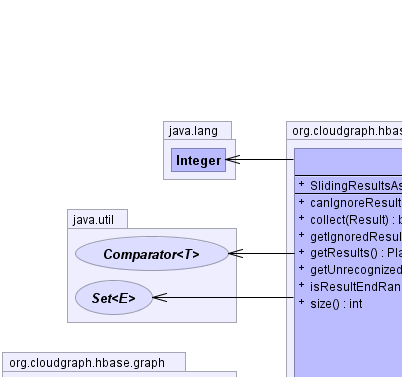 java.lang
org.cloudgraph.hbase
Integer
+ SlidingResultsAs
+ canIgnoreResult
+ collect(Result) : b
java.util
+ getIgnoredResul
Comparator<T>
+ getResults() : Pla
+ getUnrecognized
Set<E>
+ isResultEndRan
+ size() : int
org.cloudgraph.hbase.graph